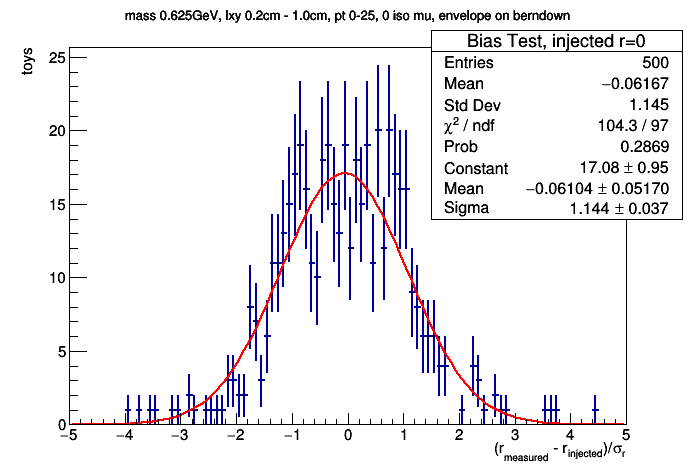 mass 0.625GeV, lxy 0.2cm - 1.0cm, pt 0-25, 0 iso mu, envelope on berndown
Bias Test, injected r=0
Entries 500
Mean −0.06167
Std Dev 1.145
χ² / ndf 104.3 / 97
Prob 0.2869
Constant 17.08 ± 0.95
Mean −0.06104 ± 0.05170
Sigma 1.144 ± 0.037
toys
25
20
15
10
5
0
−5 −4 −3 −2 −1 0 1 2 3 4 5
(r_measured - r_injected)/σ_r